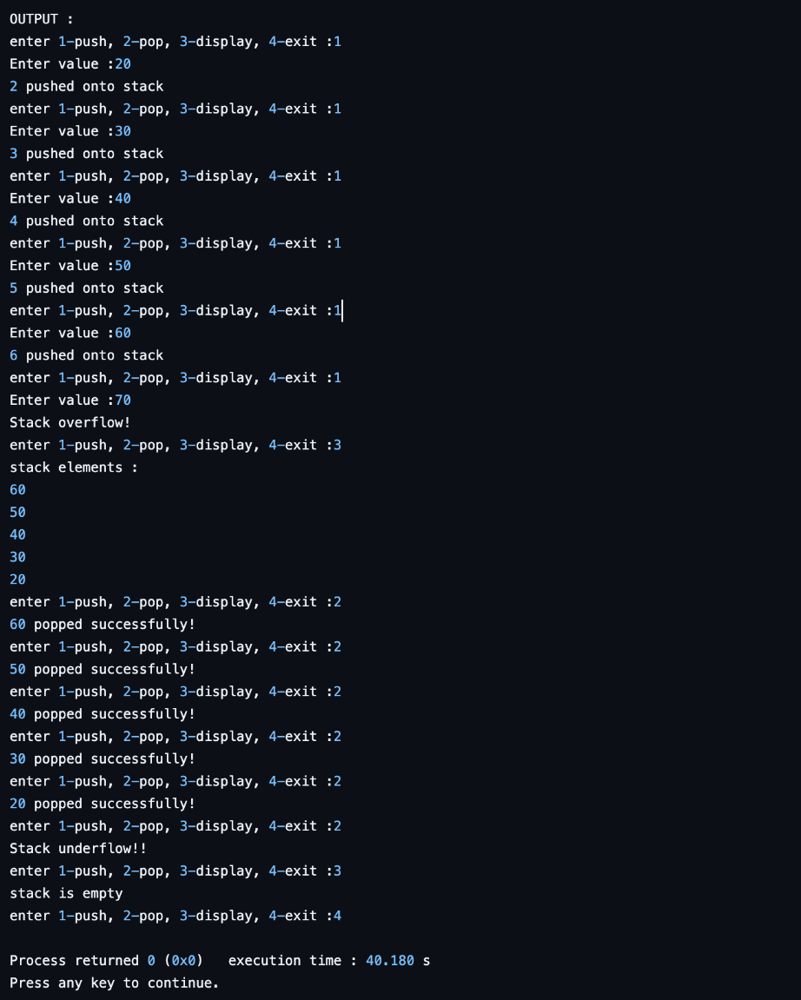 OUTPUT :
enter 1-push, 2-pop, 3-display, 4-exit :1
Enter value :20
2 pushed onto stack
enter 1-push, 2-pop, 3-display, 4-exit :1
Enter value :30
3 pushed onto stack
enter 1-push, 2-pop, 3-display, 4-exit :1
Enter value :40
4 pushed onto stack
enter 1-push, 2-pop, 3-display, 4-exit :1
Enter value :50
5 pushed onto stack
enter 1-push, 2-pop, 3-display, 4-exit :1
Enter value :60
6 pushed onto stack
enter 1-push, 2-pop, 3-display, 4-exit :1
Enter value :70
Stack overflow!
enter 1-push, 2-pop, 3-display, 4-exit :3
stack elements :
60
50
40
30
20
enter 1-push, 2-pop, 3-display, 4-exit :2
60 popped successfully!
enter 1-push, 2-pop, 3-display, 4-exit :2
50 popped successfully!
enter 1-push, 2-pop, 3-display, 4-exit :2
40 popped successfully!
enter 1-push, 2-pop, 3-display, 4-exit :2
30 popped successfully!
enter 1-push, 2-pop, 3-display, 4-exit :2
20 popped successfully!
enter 1-push, 2-pop, 3-display, 4-exit :2
Stack underflow!!
enter 1-push, 2-pop, 3-display, 4-exit :3
stack is empty
enter 1-push, 2-pop, 3-display, 4-exit :4
Process returned 0 (0x0)   execution time : 40.180 s
Press any key to continue.